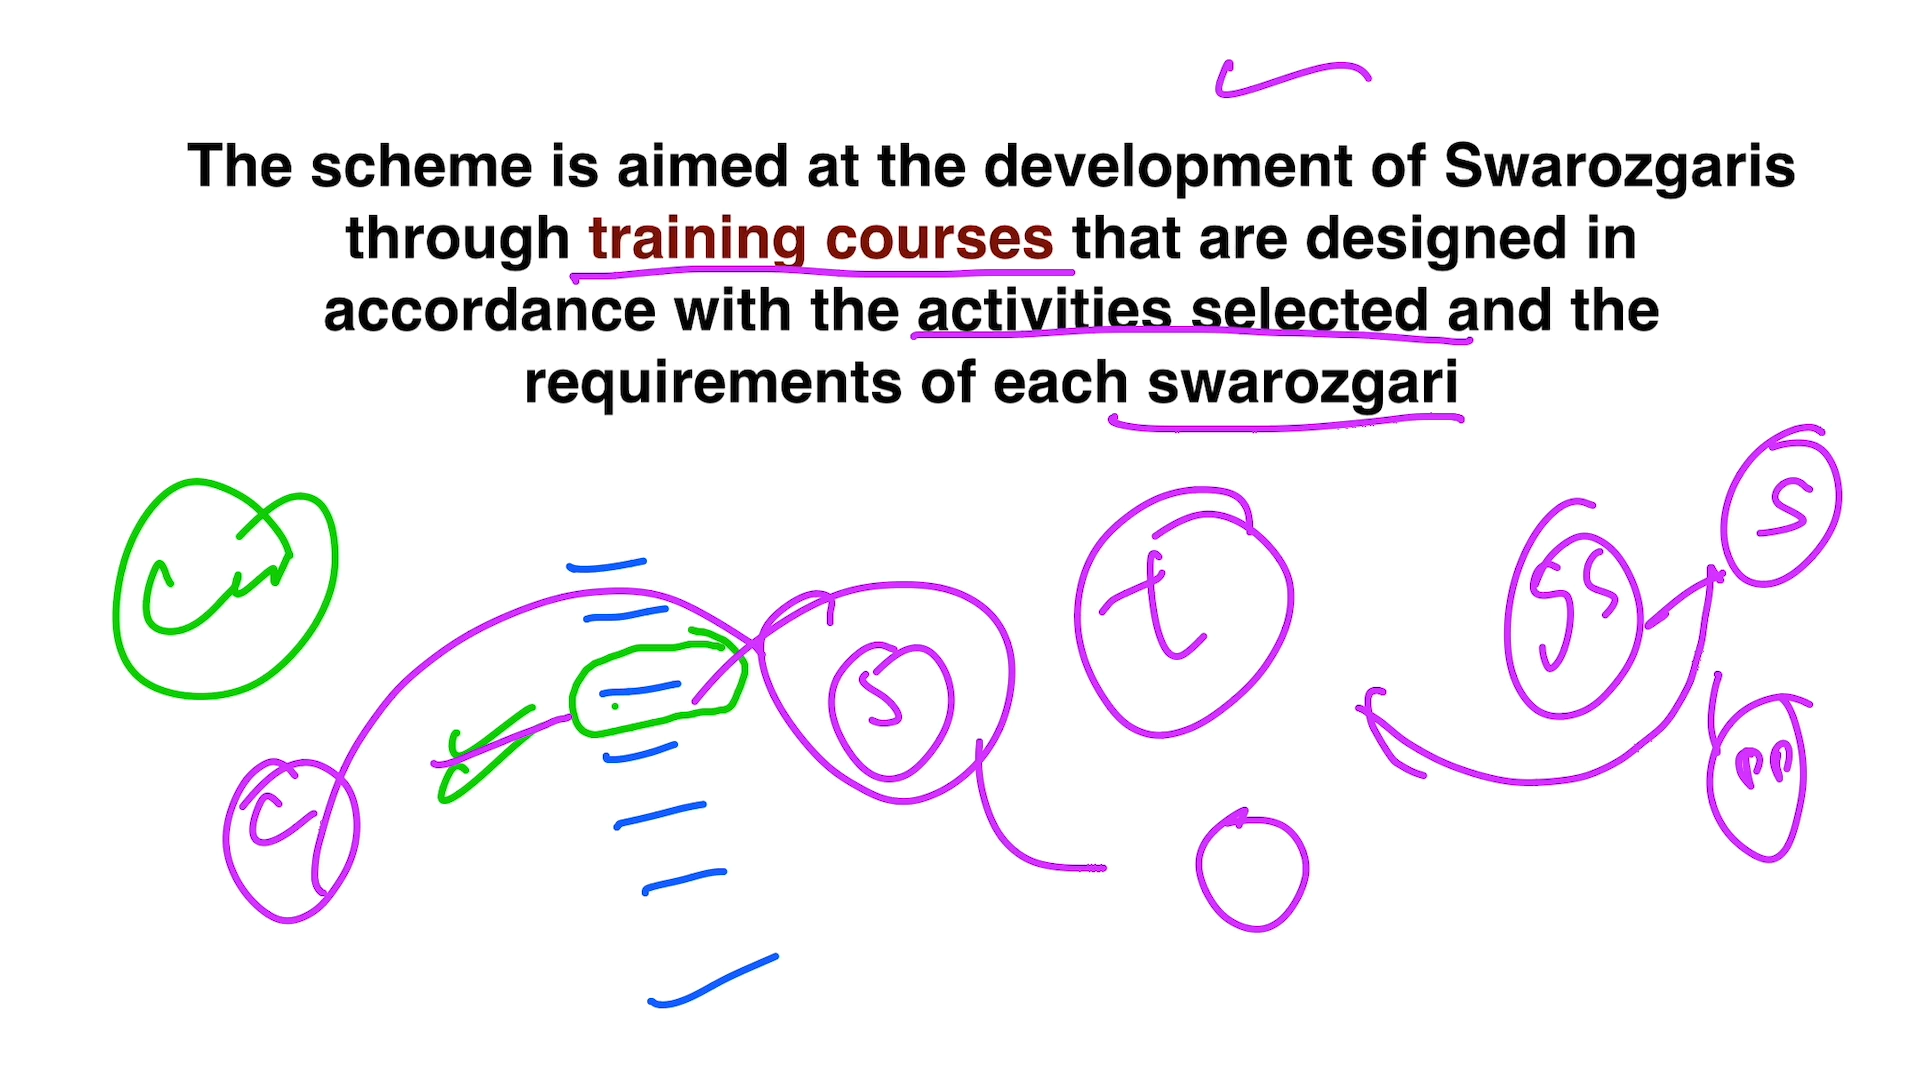 The scheme is aimed at the development of Swarozgaris
through training courses that are designed in
accordance with the activities selected and the
requirements of each swarozgari
S
t
S